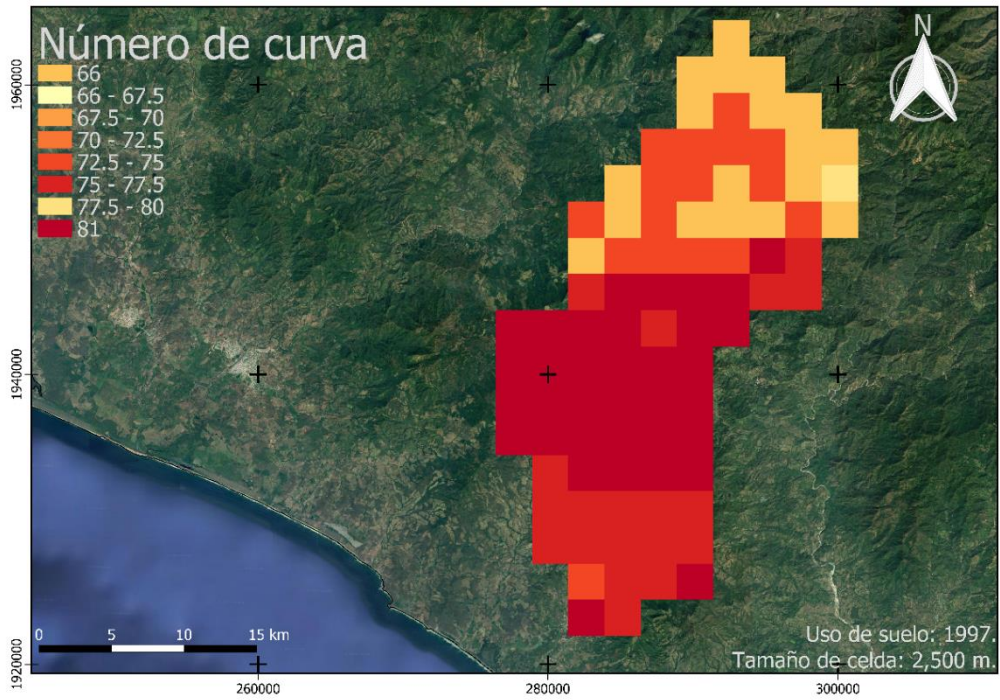 Número de curva
66
66 - 67.5
67.5 - 70
70 - 72.5
72.5 - 75
75 - 77.5
77.5 - 80
81
N
1960000
1940000
1920000
0 5 10 15 km
Uso de suelo: 1997.
Tamaño de celda: 2,500 m.
260000 280000 300000